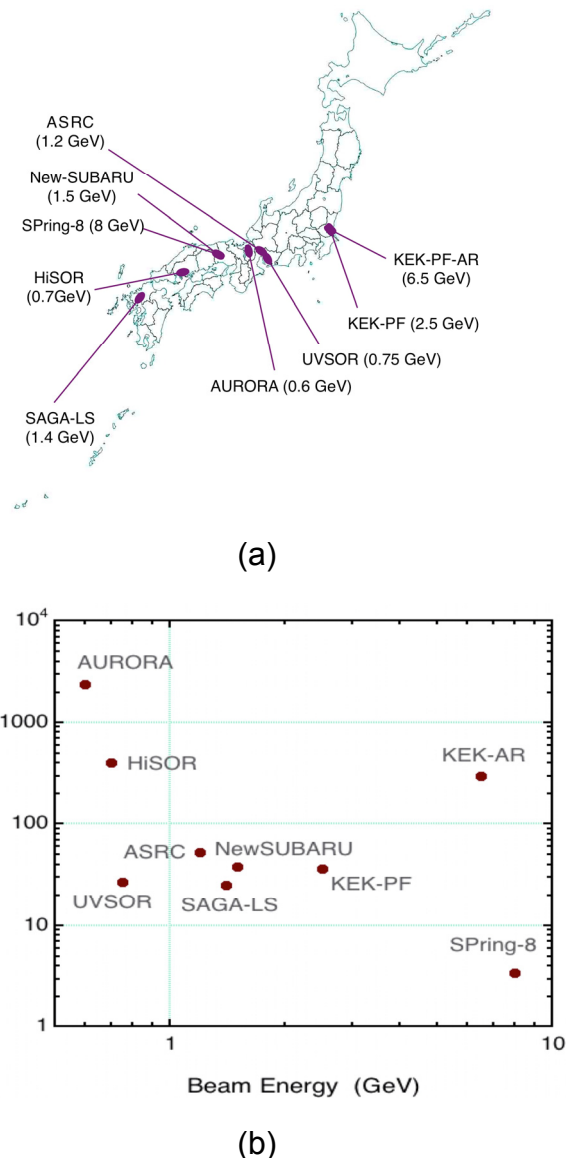 ASRC
(1.2 GeV)
New-SUBARU
(1.5 GeV)
SPring-8 (8 GeV)
HiSOR
(0.7GeV)
SAGA-LS
(1.4 GeV)
KEK-PF-AR
(6.5 GeV)
KEK-PF (2.5 GeV)
UVSOR (0.75 GeV)
AURORA (0.6 GeV)
(a)
10⁴
1000
100
10
1
AURORA
HiSOR
KEK-AR
ASRC
NewSUBARU
UVSOR
SAGA-LS
KEK-PF
SPring-8
1
10
Beam Energy (GeV)
(b)